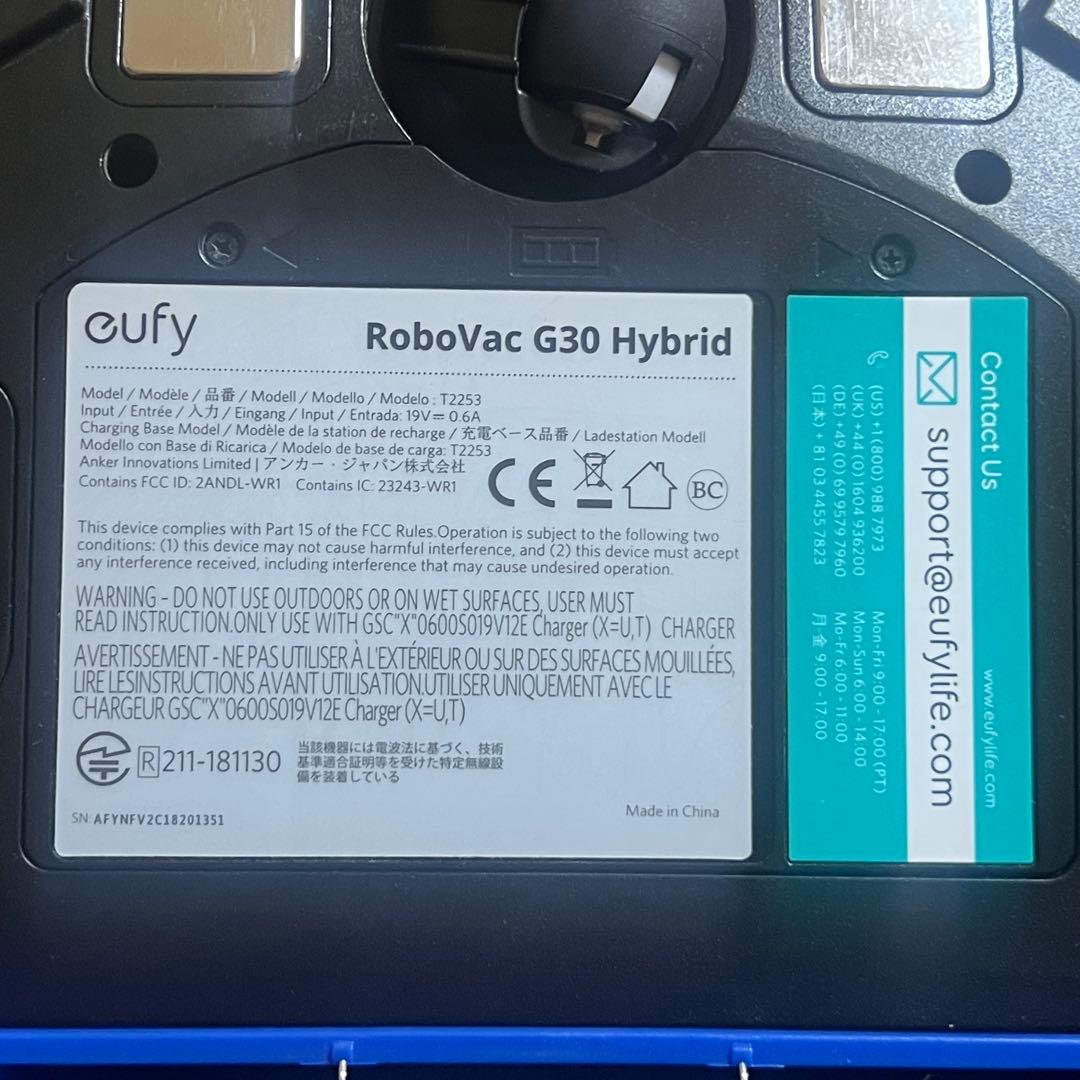 eufy
RoboVac G30 Hybrid
Model / Modèle / 品番 / Modell / Modello / Modelo : T2253
Input / Entrée / 入力 / Eingang / Input / Entrada: 19V⎓ 0.6A
Charging Base Model / Modèle de la station de recharge / 充電ベース品番 / Ladestation Modell
Modello con Base di Ricarica / Modelo de base de carga: T2253
Anker Innovations Limited | アンカー・ジャパン株式会社
Contains FCC ID: 2ANDL-WR1 Contains IC: 23243-WR1
CE
BC
This device complies with Part 15 of the FCC Rules.Operation is subject to the following two
conditions: (1) this device may not cause harmful interference, and (2) this device must accept
any interference received, including interference that may cause undesired operation.
WARNING - DO NOT USE OUTDOORS OR ON WET SURFACES, USER MUST
READ INSTRUCTION.ONLY USE WITH GSC"X"0600S019V12E Charger (X=U,T) CHARGER
AVERTISSEMENT - NE PAS UTILISER À L'EXTÉRIEUR OU SUR DES SURFACES MOUILLÉES,
LIRE LESINSTRUCTIONS AVANT UTILISATION.UTILISER UNIQUEMENT AVEC LE
CHARGEUR GSC"X"0600S019V12E Charger (X=U,T)
R 211-181130
当該機器には電波法に基づく、技術
基準適合証明等を受けた特定無線設
備を装着している
SN: AFYNFV2C18201351
Made in China
Contact Us
www.eufylife.com
support@eufylife.com
(US) +1 (800) 988 7973 Mon-Fri 9:00 - 17:00 (PT)
(UK) +44 (0) 1604 936200 Mon-Sun 6:00 - 14:00
(DE) +49 (0) 69 9579 7960 Mo-Fr 6:00 - 11:00
(日本) + 81 03 4455 7823 月-金 9:00 - 17:00